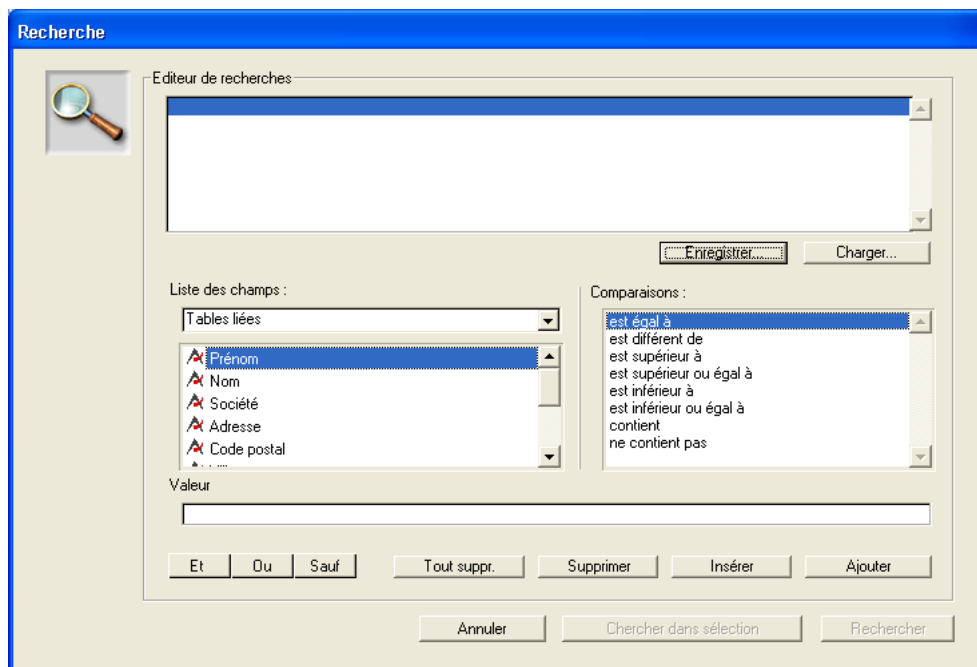 Recherche
Editeur de recherches
Enregistrer...
Charger...
Liste des champs :
Tables liées
Prénom
Nom
Société
Adresse
Code postal
Comparaisons :
est égal à
est différent de
est supérieur à
est supérieur ou égal à
est inférieur à
est inférieur ou égal à
contient
ne contient pas
Valeur
Et
Ou
Sauf
Tout suppr.
Supprimer
Insérer
Ajouter
Annuler
Chercher dans sélection
Rechercher